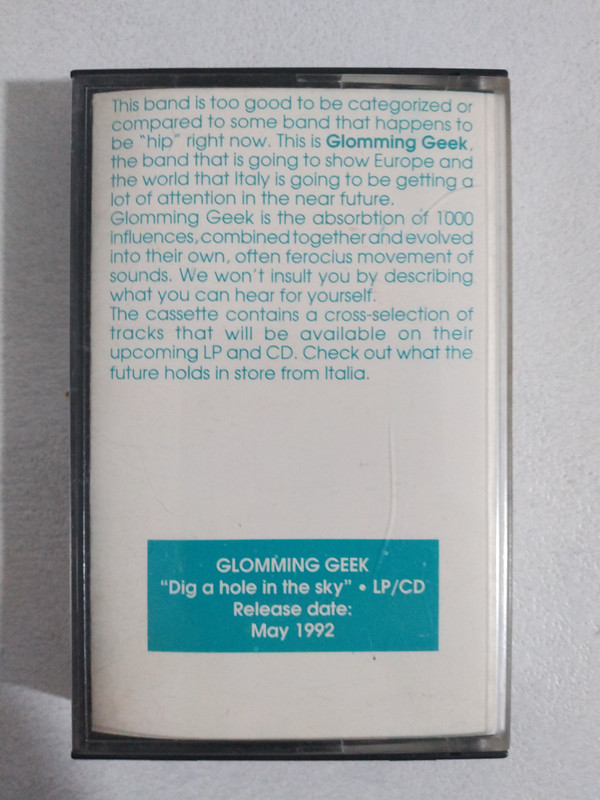 This band is too good to be categorized or
compared to some band that happens to
be "hip" right now. This is Glomming Geek,
the band that is going to show Europe and
the world that Italy is going to be getting a
lot of attention in the near future.
Glomming Geek is the absorbtion of 1000
influences, combined together and evolved
into their own, often ferocius movement of
sounds. We won't insult you by describing
what you can hear for yourself.
The cassette contains a cross-selection of
tracks that will be available on their
upcoming LP and CD. Check out what the
future holds in store from Italia.
GLOMMING GEEK
"Dig a hole in the sky" • LP/CD
Release date:
May 1992